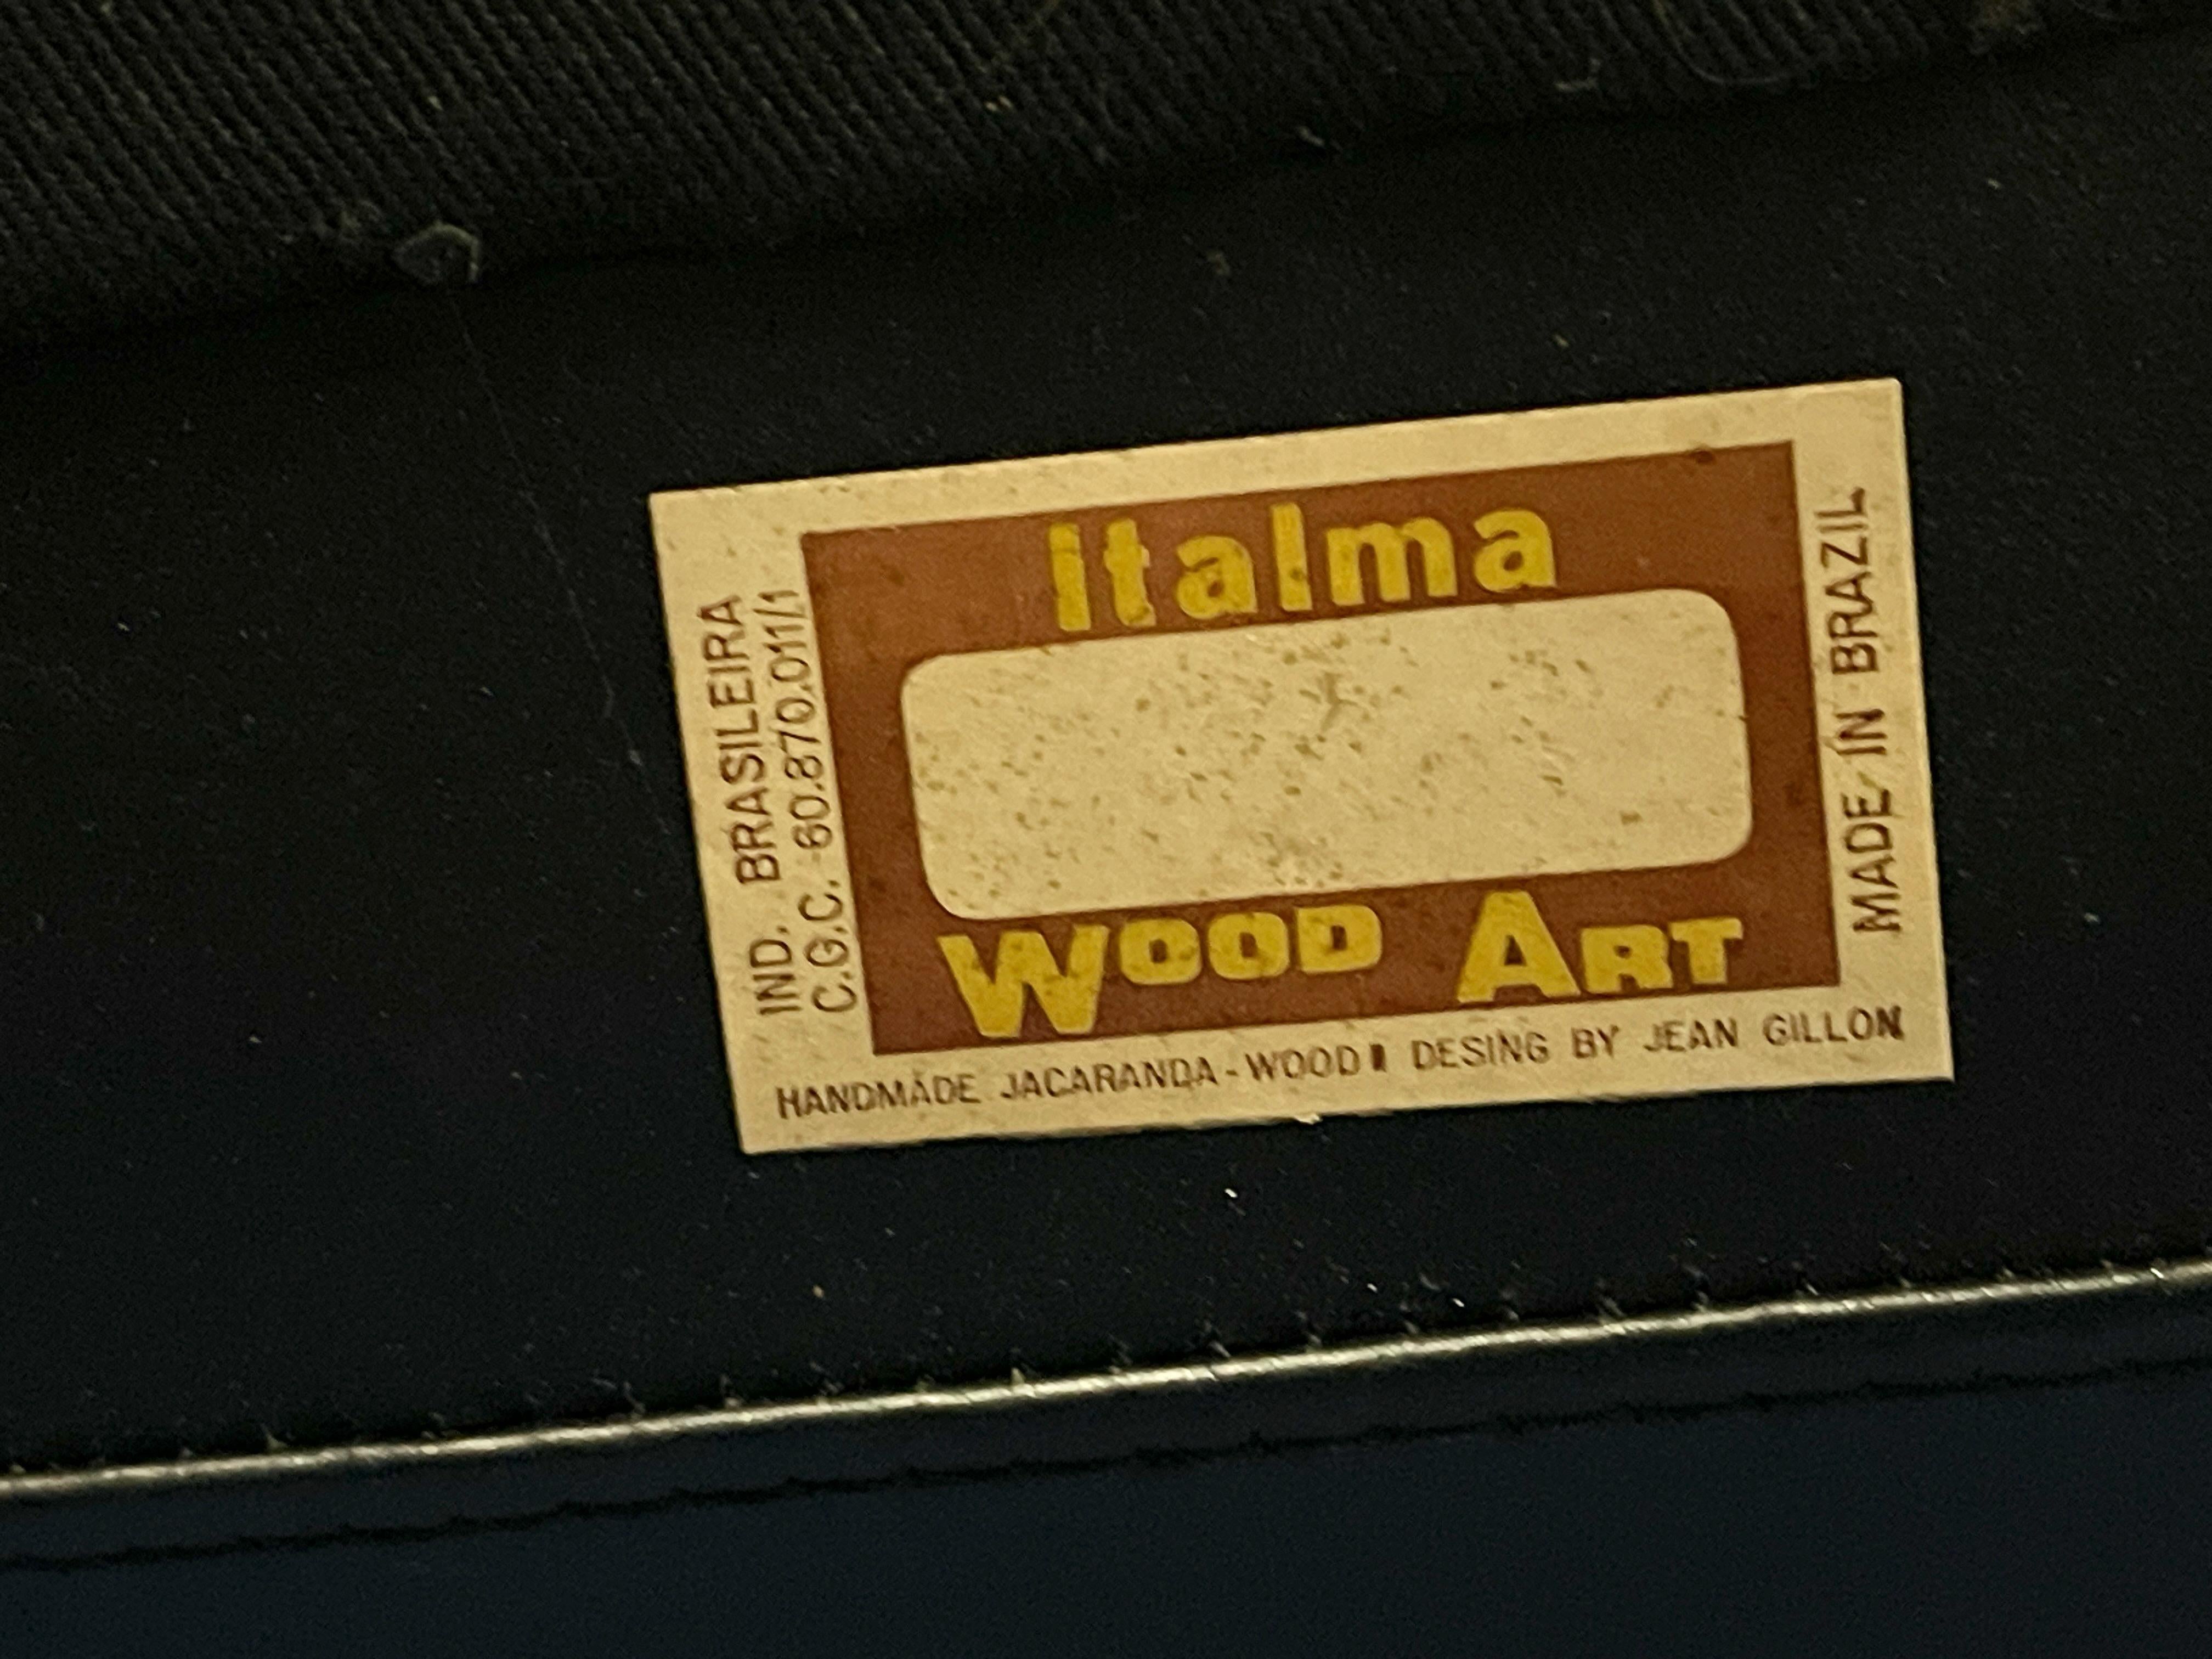 Italma
WOOD ART
IND. BRASILEIRA
C.G.C. 60.870.011/1
MADE IN BRAZIL
HANDMADE JACARANDA-WOOD DESING BY JEAN GILLON